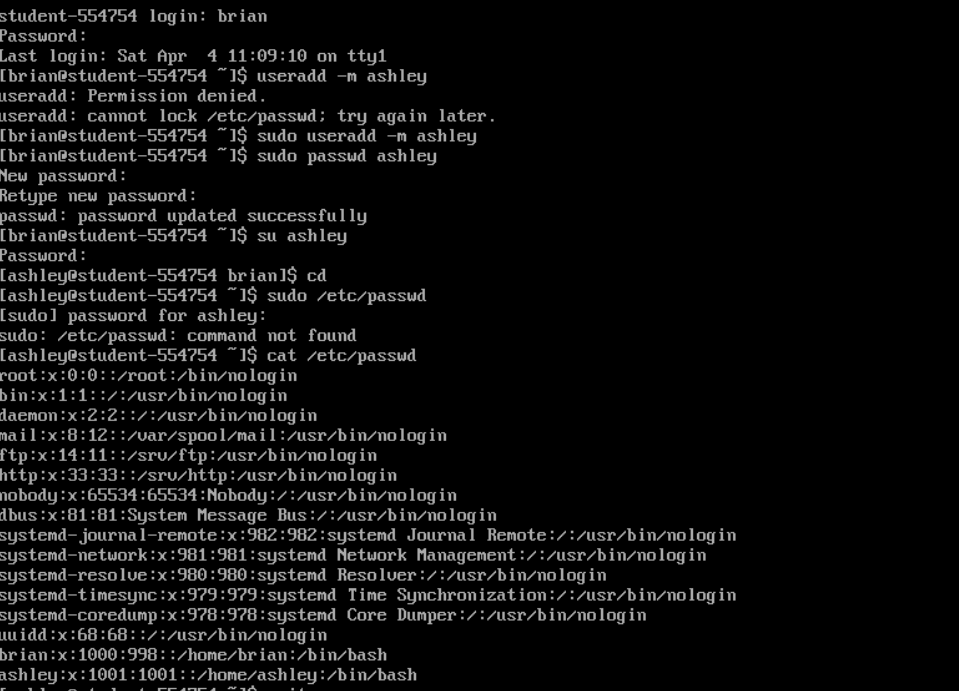 student-554754 login: brian
Password:
Last login: Sat Apr  4 11:09:10 on tty1
[brian@student-554754 ~]$ useradd -m ashley
useradd: Permission denied.
useradd: cannot lock /etc/passwd; try again later.
[brian@student-554754 ~]$ sudo useradd -m ashley
[brian@student-554754 ~]$ sudo passwd ashley
New password:
Retype new password:
passwd: password updated successfully
[brian@student-554754 ~]$ su ashley
Password:
[ashley@student-554754 brian]$ cd
[ashley@student-554754 ~]$ sudo /etc/passwd
[sudo] password for ashley:
sudo: /etc/passwd: command not found
[ashley@student-554754 ~]$ cat /etc/passwd
root:x:0:0::/root:/bin/nologin
bin:x:1:1::/:/usr/bin/nologin
daemon:x:2:2::/:/usr/bin/nologin
mail:x:8:12::/var/spool/mail:/usr/bin/nologin
ftp:x:14:11::/srv/ftp:/usr/bin/nologin
http:x:33:33::/srv/http:/usr/bin/nologin
nobody:x:65534:65534:Nobody:/:/usr/bin/nologin
dbus:x:81:81:System Message Bus:/:/usr/bin/nologin
systemd-journal-remote:x:982:982:systemd Journal Remote:/:/usr/bin/nologin
systemd-network:x:981:981:systemd Network Management:/:/usr/bin/nologin
systemd-resolve:x:980:980:systemd Resolver:/:/usr/bin/nologin
systemd-timesync:x:979:979:systemd Time Synchronization:/:/usr/bin/nologin
systemd-coredump:x:978:978:systemd Core Dumper:/:/usr/bin/nologin
uuidd:x:68:68::/:/usr/bin/nologin
brian:x:1000:998::/home/brian:/bin/bash
ashley:x:1001:1001::/home/ashley:/bin/bash